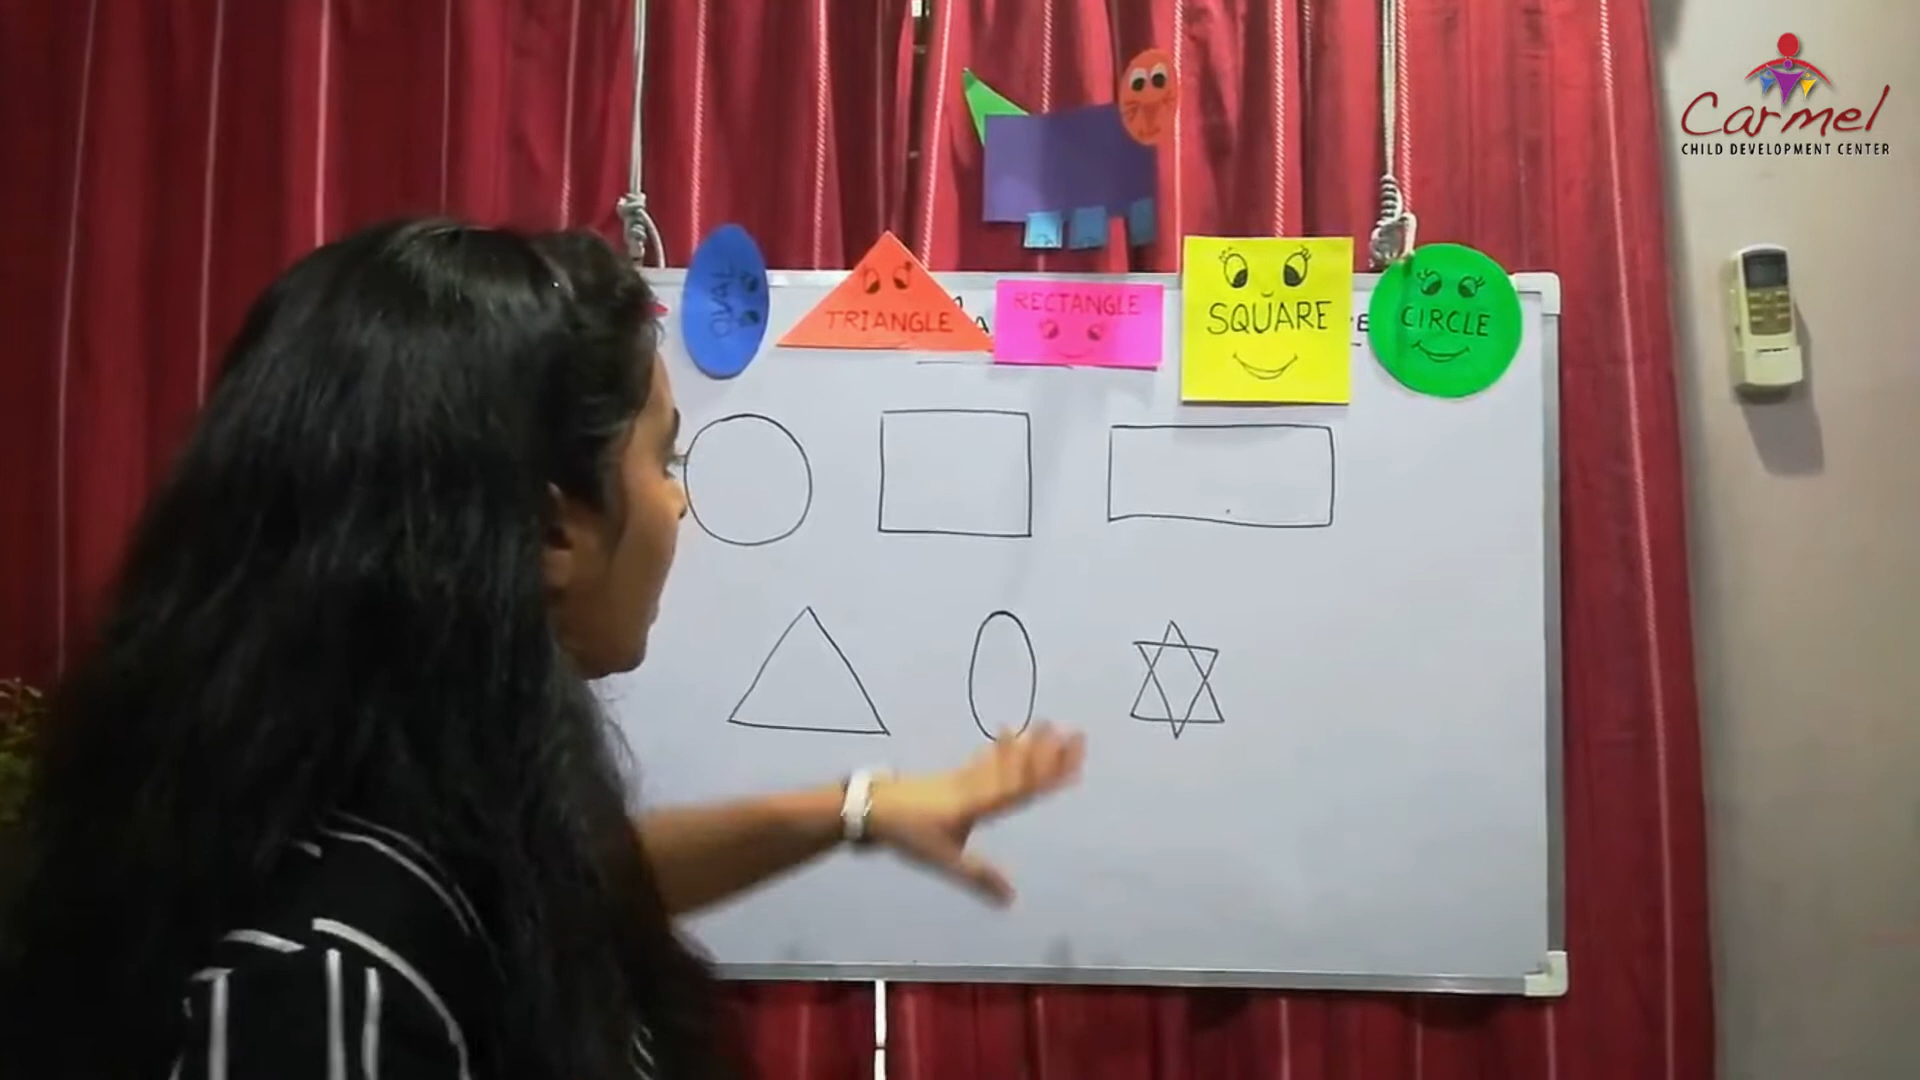 Carmel
CHILD DEVELOPMENT CENTER
OVAL
TRIANGLE
RECTANGLE
SQUARE
CIRCLE